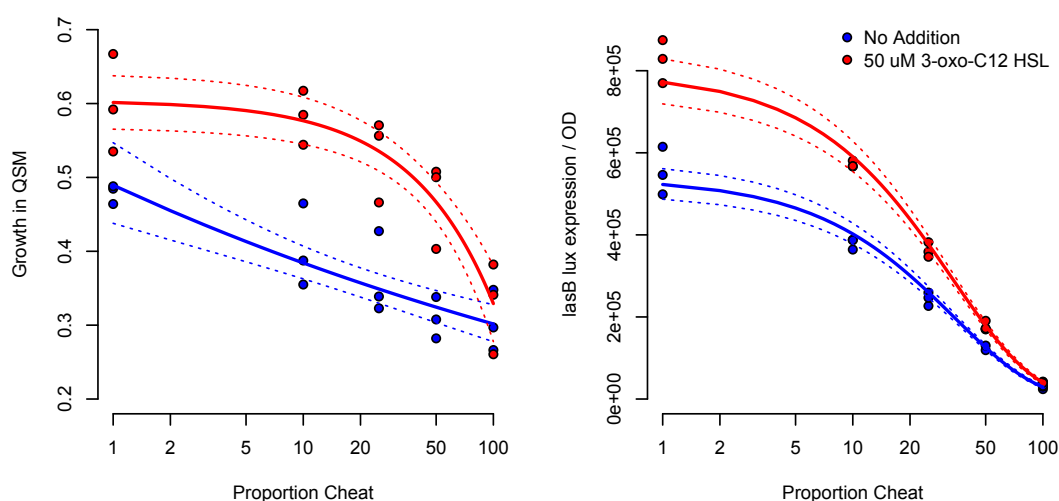 Growth in QSM
0.7
0.6
0.5
0.4
0.3
0.2
1 2 5 10 20 50 100
Proportion Cheat
No Addition
50 uM 3-oxo-C12 HSL
lasB lux expression / OD
8e+05
6e+05
4e+05
2e+05
0e+00
1 2 5 10 20 50 100
Proportion Cheat